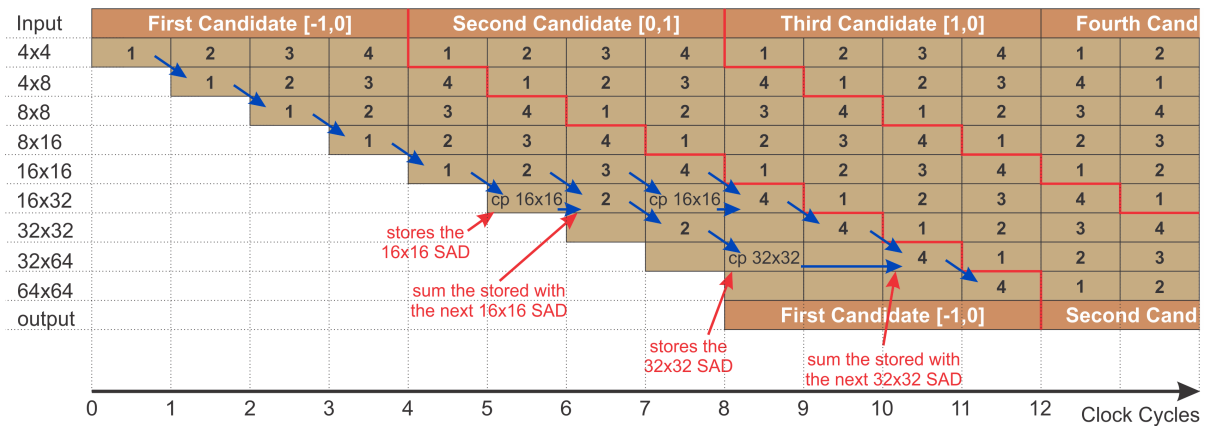 Input First Candidate [-1,0] Second Candidate [0,1] Third Candidate [1,0] Fourth Cand
4x4 1 2 3 4 1 2 3 4 1 2 3 4 1 2
4x8 1 2 3 4 1 2 3 4 1 2 3 4 1
8x8 1 2 3 4 1 2 3 4 1 2 3 4
8x16 1 2 3 4 1 2 3 4 1 2 3
16x16 1 2 3 4 1 2 3 4 1 2
16x32 cp 16x16 2 cp 16x16 4 1 2 3 4 1
32x32 2 4 1 2 3 4
32x64 cp 32x32 4 1 2 3
64x64 4 1 2
output First Candidate [-1,0] Second Cand
stores the
16x16 SAD
sum the stored with
the next 16x16 SAD
stores the
32x32 SAD
sum the stored with
the next 32x32 SAD
0 1 2 3 4 5 6 7 8 9 10 11 12
Clock Cycles